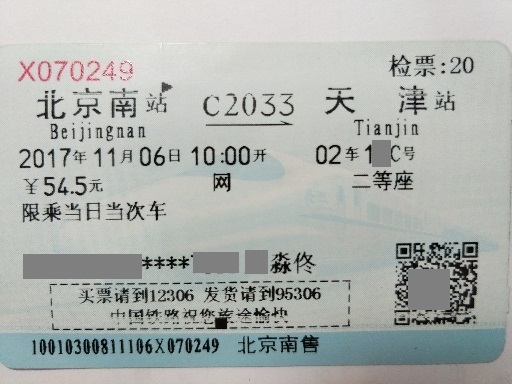 X070249 检票:20
北京南站 C2033 天津站
Beijingnan Tianjin
2017年11月06日10:00开 02车1 C号
￥54.5元 网 二等座
限乘当日当次车
**** 淼佟
买票请到12306 发货请到95306
中国铁路祝您旅途愉快
10010300811106X070249 北京南售